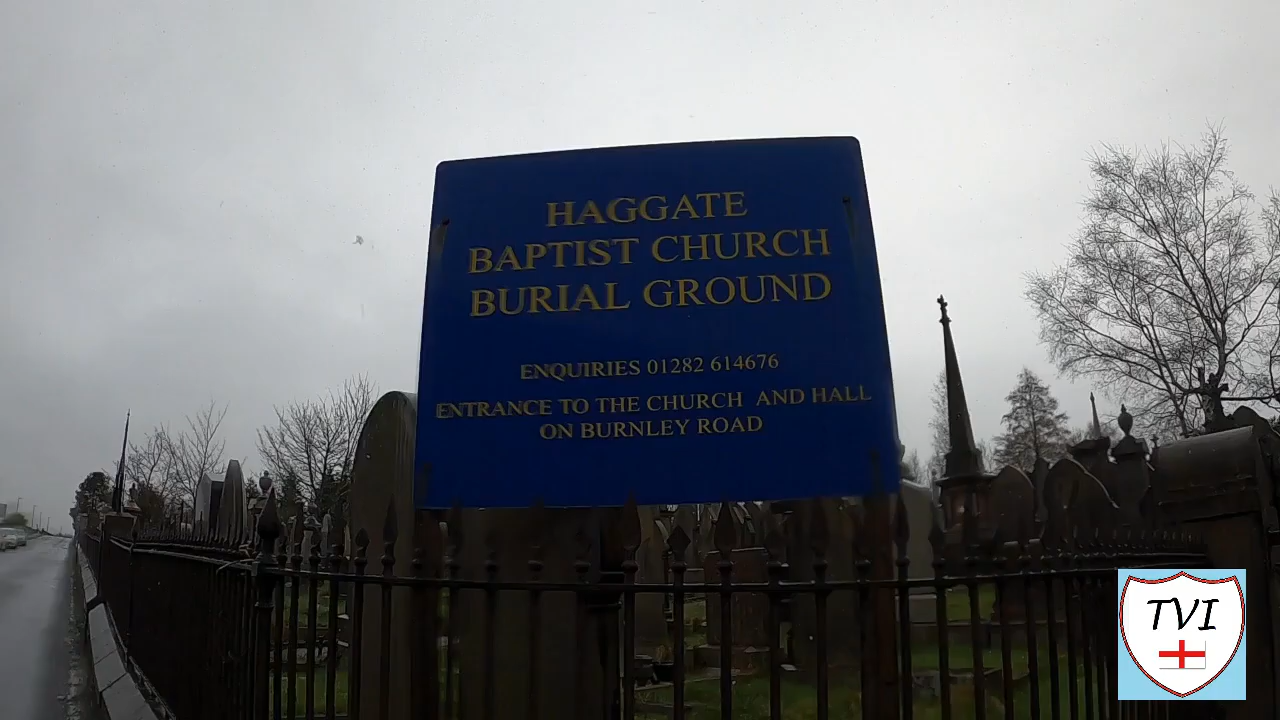 HAGGATE
BAPTIST CHURCH
BURIAL GROUND
ENQUIRIES 01282 614676
ENTRANCE TO THE CHURCH AND HALL
ON BURNLEY ROAD
TVI